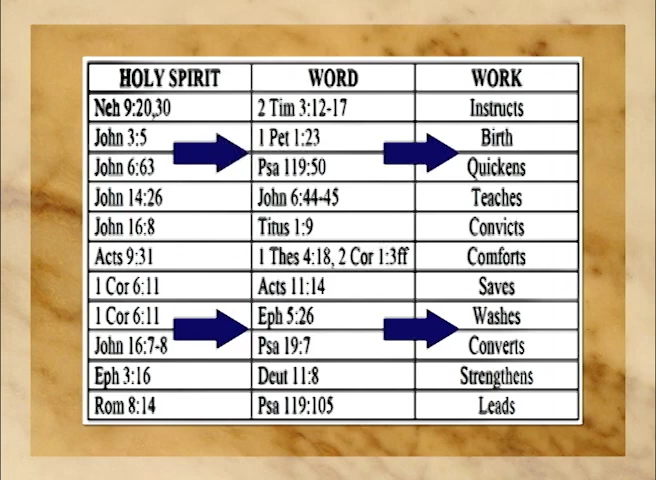 HOLY SPIRIT WORD WORK
Neh 9:20,30 2 Tim 3:12-17 Instructs
John 3:5 1 Pet 1:23 Birth
John 6:63 Psa 119:50 Quickens
John 14:26 John 6:44-45 Teaches
John 16:8 Titus 1:9 Convicts
Acts 9:31 1 Thes 4:18, 2 Cor 1:3ff Comforts
1 Cor 6:11 Acts 11:14 Saves
1 Cor 6:11 Eph 5:26 Washes
John 16:7-8 Psa 19:7 Converts
Eph 3:16 Deut 11:8 Strengthens
Rom 8:14 Psa 119:105 Leads